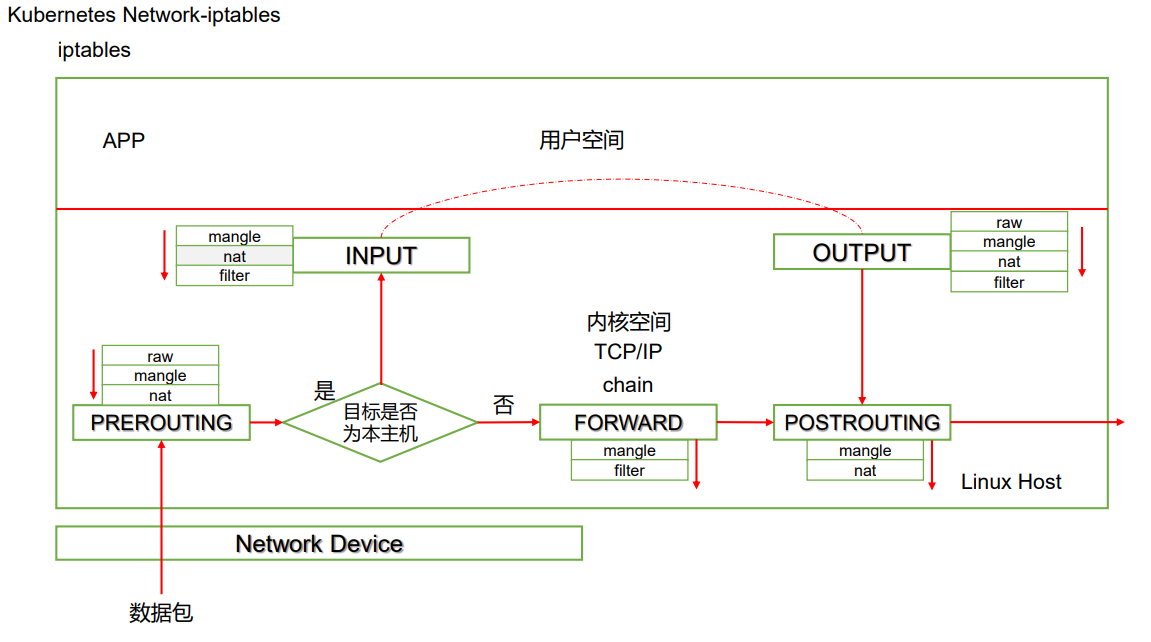 Kubernetes Network-iptables
iptables
APP
用户空间
mangle
nat
filter
INPUT
OUTPUT
raw
mangle
nat
filter
内核空间
TCP/IP
chain
raw
mangle
nat
PREROUTING
是
目标是否
为本主机
否
FORWARD
mangle
filter
POSTROUTING
mangle
nat
Linux Host
Network Device
数据包